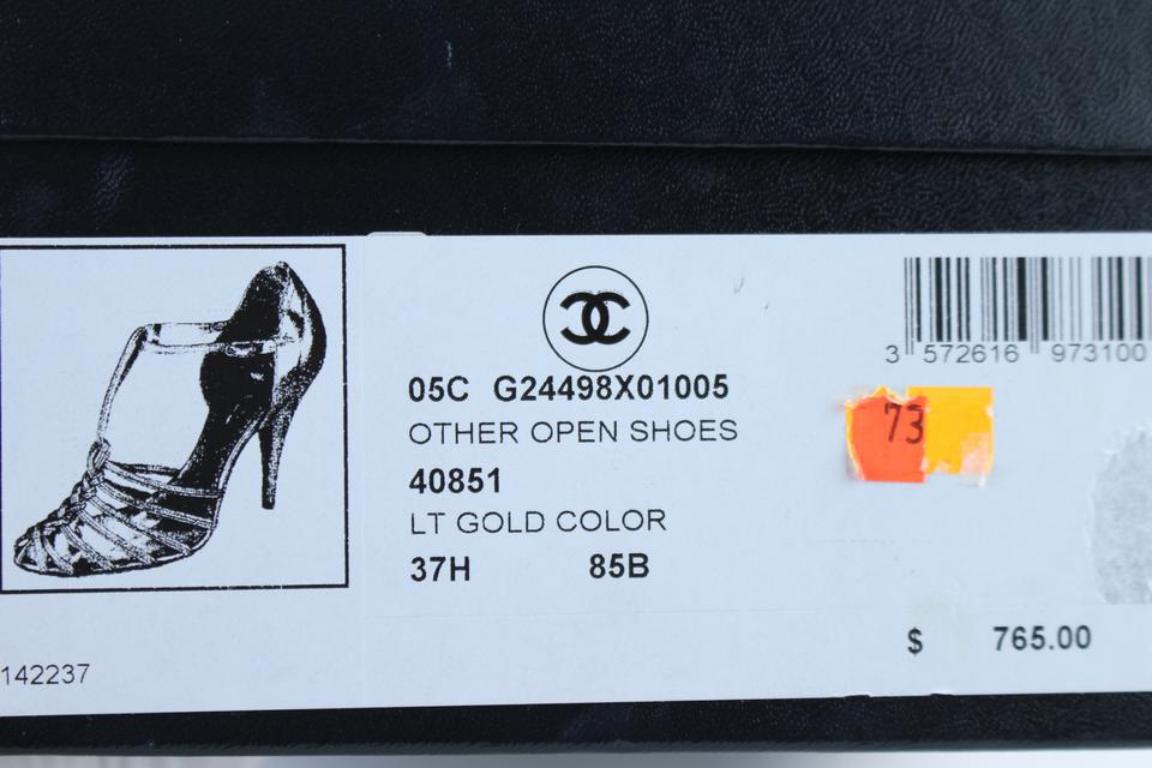 3 572616 973100
05C G24498X01005
OTHER OPEN SHOES
73
40851
LT GOLD COLOR
37H 85B
$ 765.00
142237